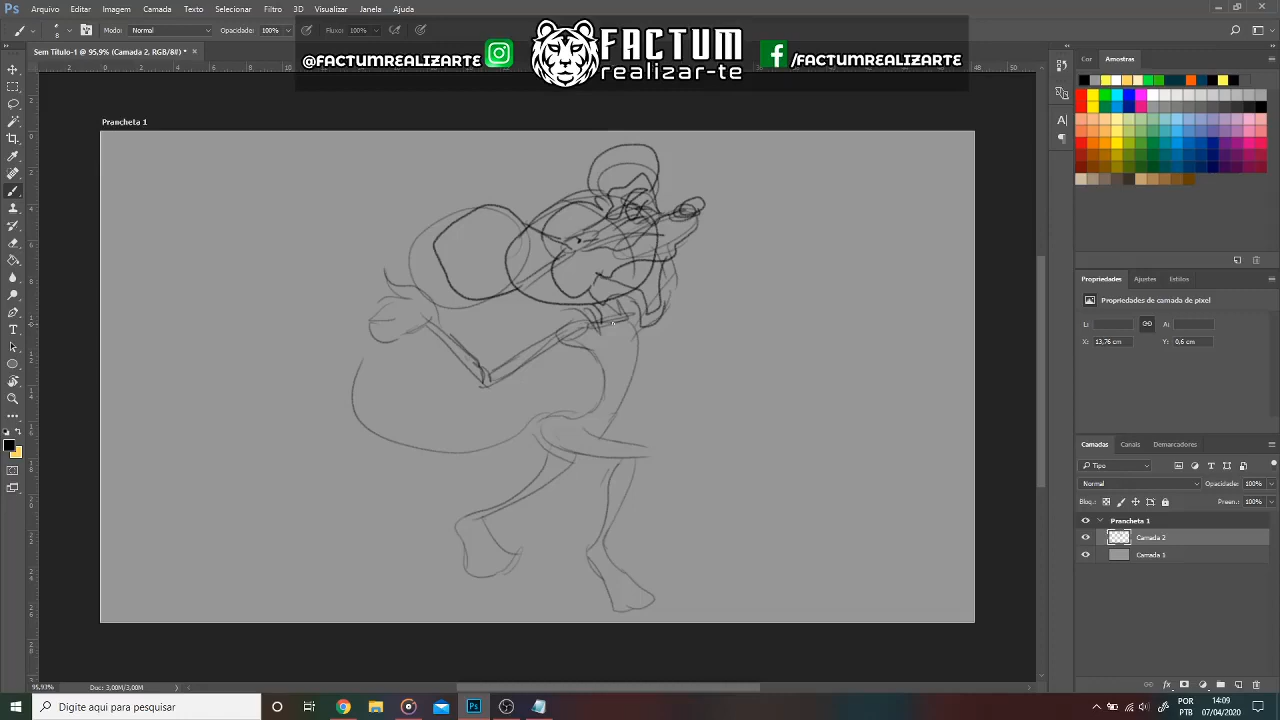 Ps Arquivo Editar Imagem Camada Texto Selecionar Filtro 3D Visualizar Janela Ajuda
8 Modo: Normal Opacidade: 100% Fluxo: 100%
FACTUM
realizar-te
@FACTUMREALIZARTE
/FACTUMREALIZARTE
Sem Título-1 @ 95,9% (Camada 2, RGB/8#) *
Prancheta 1
Cor Amostras
Propriedades Ajustes Estilos
Propriedades de camada de pixel
L: A:
X: 13,76 cm Y: 0,6 cm
Camadas Canais Demarcadores
Tipo
Normal Opacidade: 100%
Bloq.: Preen.: 100%
Prancheta 1
Camada 2
Camada 1
95,93% Doc: 3,00M/3,00M
Digite aqui para pesquisar
Ps
POR
PTB
14:09
07/04/2020